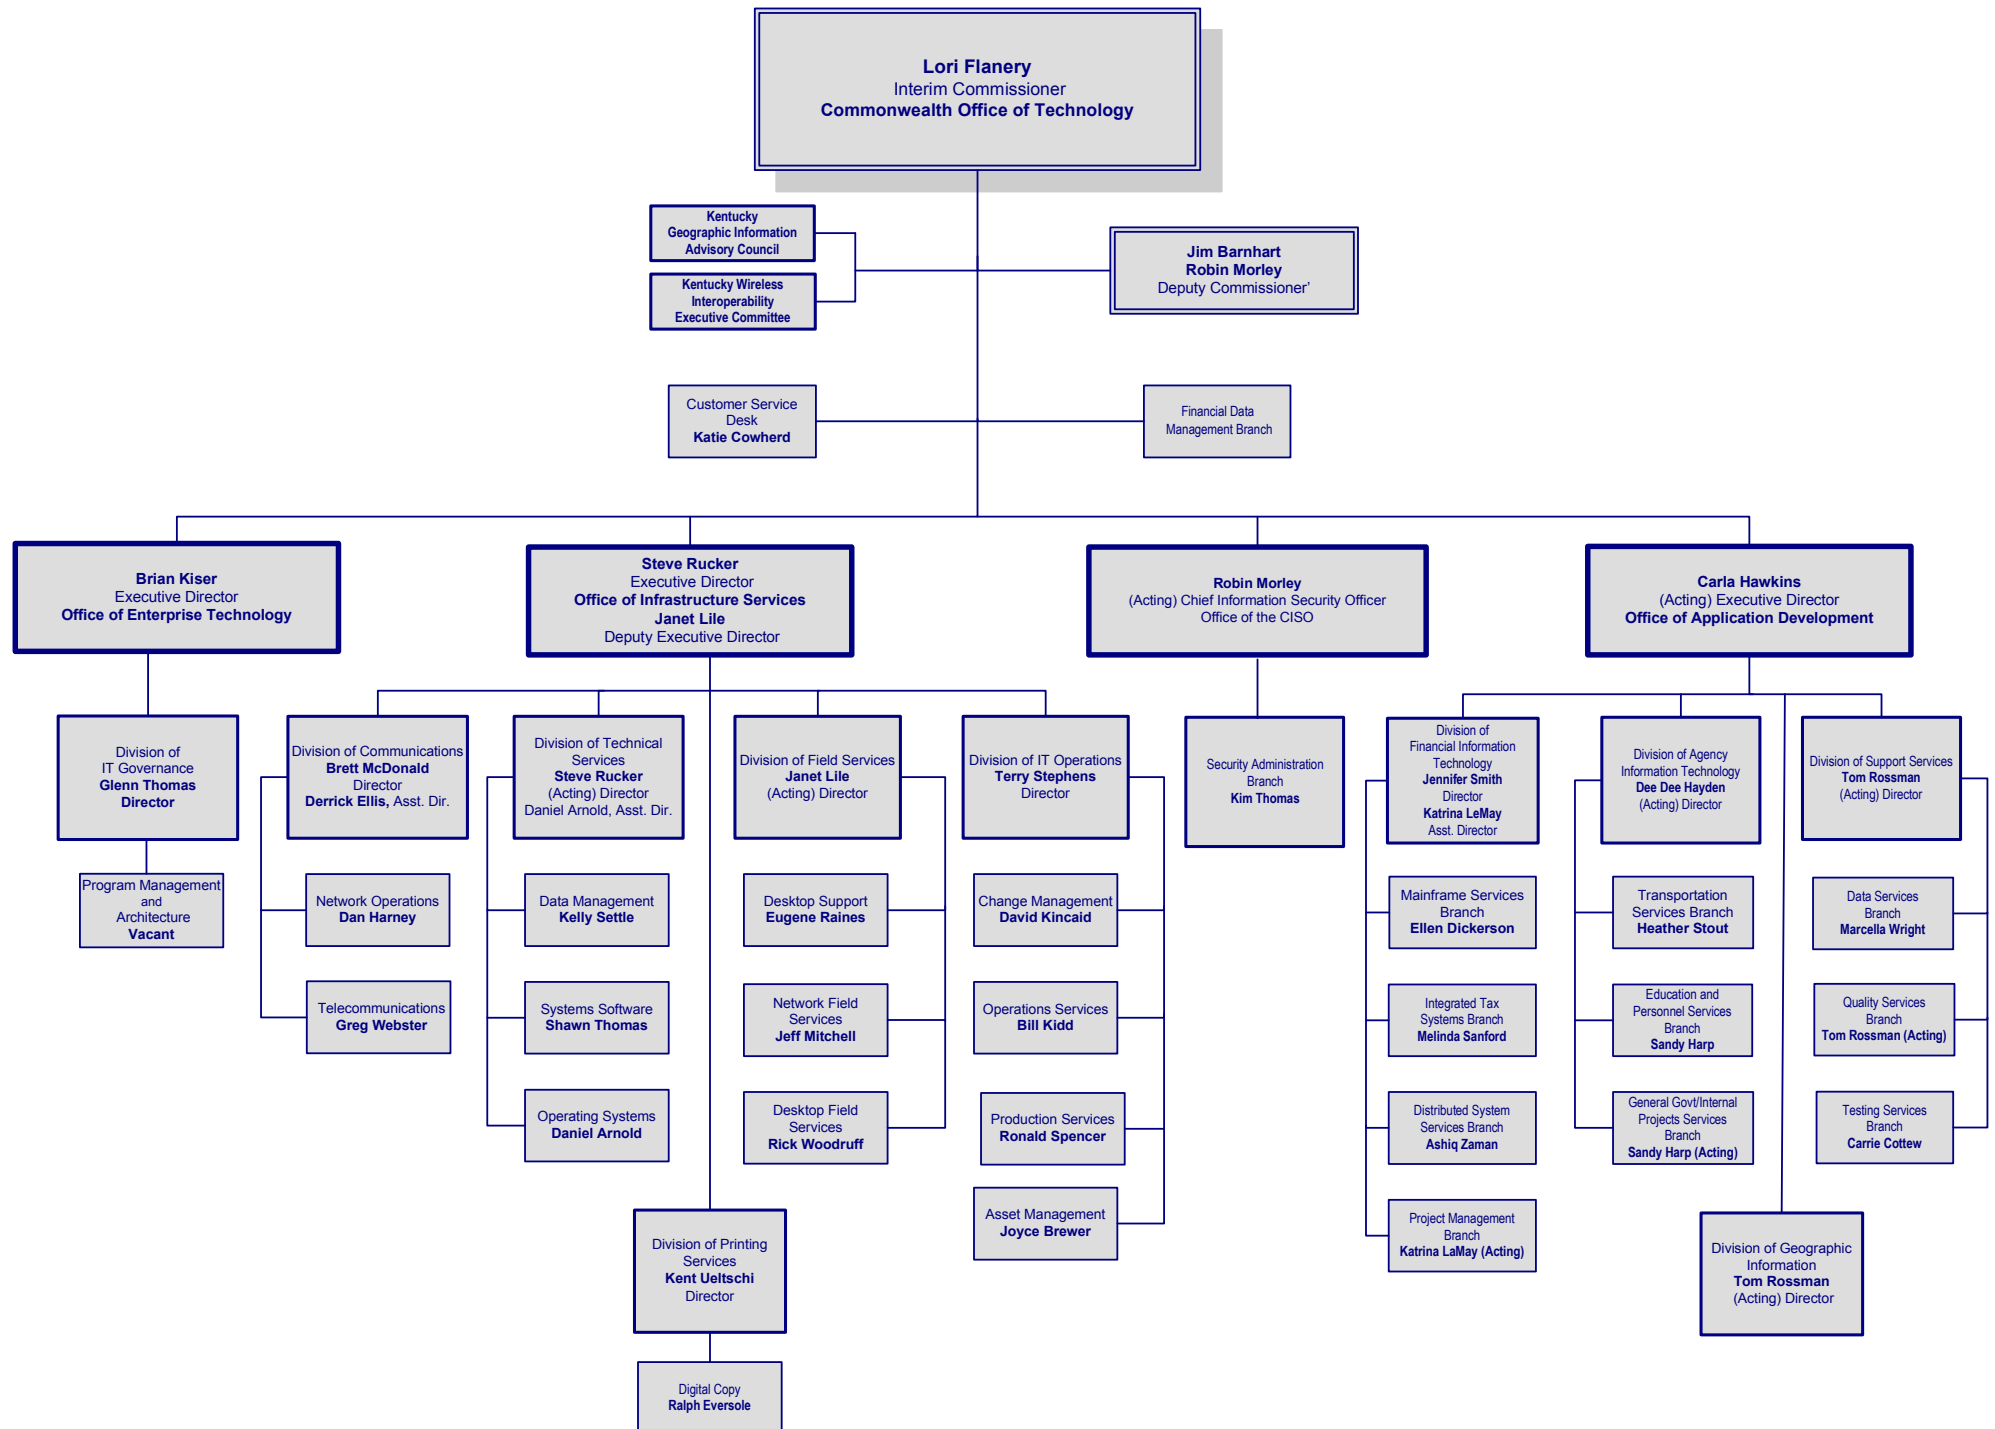 Lori Flanery
Interim Commissioner
Commonwealth Office of Technology
Kentucky
Geographic Information
Advisory Council
Kentucky Wireless
Interoperability
Executive Committee
Jim Barnhart
Robin Morley
Deputy Commissioner’
Customer Service
Desk
Katie Cowherd
Financial Data
Management Branch
Brian Kiser
Executive Director
Office of Enterprise Technology
Steve Rucker
Executive Director
Office of Infrastructure Services
Janet Lile
Deputy Executive Director
Robin Morley
(Acting) Chief Information Security Officer
Office of the CISO
Carla Hawkins
(Acting) Executive Director
Office of Application Development
Division of
IT Governance
Glenn Thomas
Director
Division of Communications
Brett McDonald
Director
Derrick Ellis, Asst. Dir.
Division of Technical
Services
Steve Rucker
(Acting) Director
Daniel Arnold, Asst. Dir.
Division of Field Services
Janet Lile
(Acting) Director
Division of IT Operations
Terry Stephens
Director
Security Administration
Branch
Kim Thomas
Division of
Financial Information
Technology
Jennifer Smith
Director
Katrina LeMay
Asst. Director
Division of Agency
Information Technology
Dee Dee Hayden
(Acting) Director
Division of Support Services
Tom Rossman
(Acting) Director
Program Management
and
Architecture
Vacant
Network Operations
Dan Harney
Data Management
Kelly Settle
Desktop Support
Eugene Raines
Change Management
David Kincaid
Mainframe Services
Branch
Ellen Dickerson
Transportation
Services Branch
Heather Stout
Data Services
Branch
Marcella Wright
Telecommunications
Greg Webster
Systems Software
Shawn Thomas
Network Field
Services
Jeff Mitchell
Operations Services
Bill Kidd
Integrated Tax
Systems Branch
Melinda Sanford
Education and
Personnel Services
Branch
Sandy Harp
Quality Services
Branch
Tom Rossman (Acting)
Operating Systems
Daniel Arnold
Desktop Field
Services
Rick Woodruff
Production Services
Ronald Spencer
Distributed System
Services Branch
Ashiq Zaman
General Govt/Internal
Projects Services
Branch
Sandy Harp (Acting)
Testing Services
Branch
Carrie Cottew
Asset Management
Joyce Brewer
Project Management
Branch
Katrina LaMay (Acting)
Division of Printing
Services
Kent Ueltschi
Director
Division of Geographic
Information
Tom Rossman
(Acting) Director
Digital Copy
Ralph Eversole